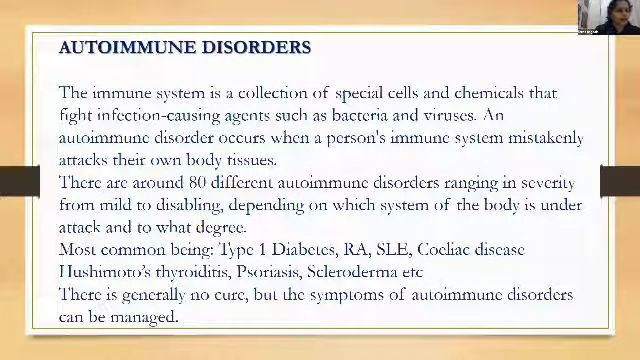 AUTOIMMUNE DISORDERS
The immune system is a collection of special cells and chemicals that
fight infection-causing agents such as bacteria and viruses. An
autoimmune disorder occurs when a person's immune system mistakenly
attacks their own body tissues.
There are around 80 different autoimmune disorders ranging in severity
from mild to disabling, depending on which system of the body is under
attack and to what degree.
Most common being: Type 1 Diabetes, RA, SLE, Coeliac disease
Hushimoto's thyroiditis, Psoriasis, Scleroderma etc
There is generally no cure, but the symptoms of autoimmune disorders
can be managed.